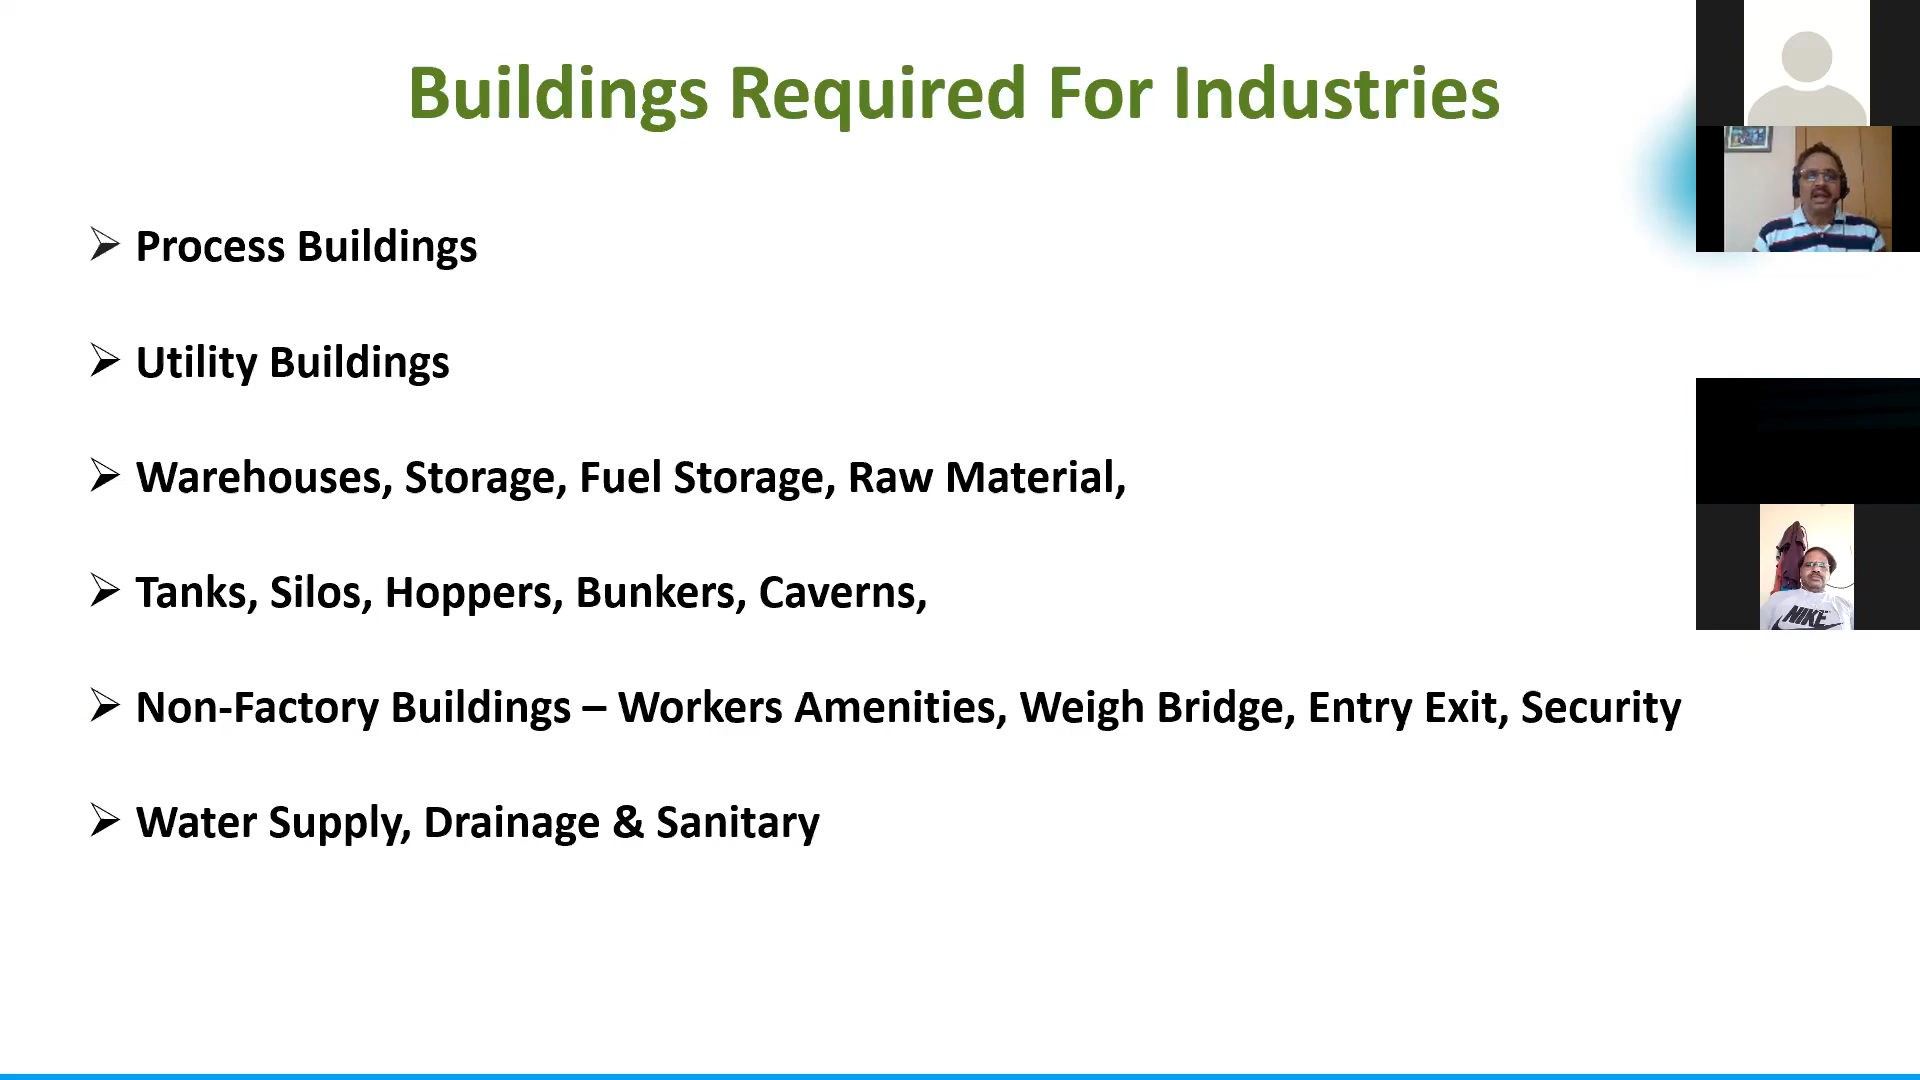 Buildings Required For Industries
Process Buildings
Utility Buildings
Warehouses, Storage, Fuel Storage, Raw Material,
Tanks, Silos, Hoppers, Bunkers, Caverns,
Non-Factory Buildings – Workers Amenities, Weigh Bridge, Entry Exit, Security
Water Supply, Drainage & Sanitary
NIKE